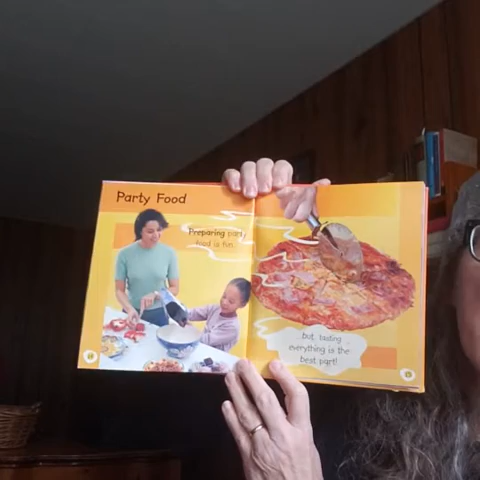 Party Food
Preparing party
food is fun...
...but, tasting
everything is the
best part!